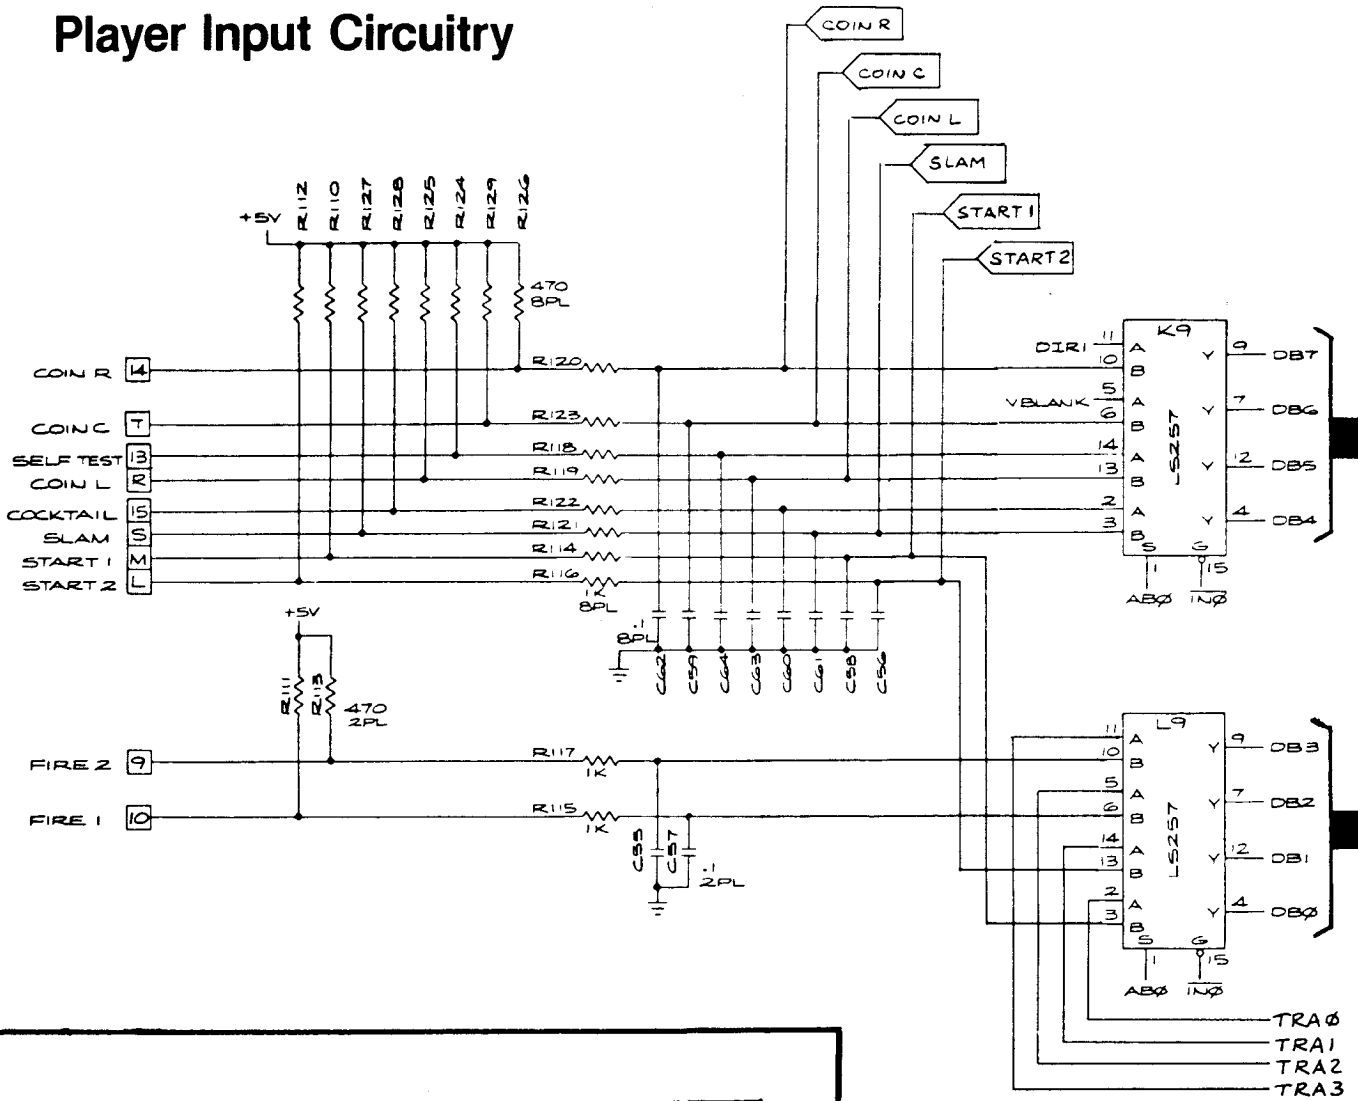 Player Input Circuitry
COIN R
COIN C
COIN L
SLAM
START 1
START 2
+5V
R112
R110
R127
R128
R125
R124
R129
R126
470
8PL
COIN R 14
COIN C T
SELF TEST 13
COIN L R
COCKTAIL 15
SLAM S
START 1 M
START 2 L
R120
R123
R118
R119
R122
R121
R114
R116
1K
8PL
.1
8PL
C62
C59
C64
C63
C60
C61
C58
C56
K9
LS257
DIR1 11 A
10 B
VBLANK 5 A
6 B
14 A
13 B
2 A
3 B
Y 9 DB7
Y 7 DB6
Y 12 DB5
Y 4 DB4
S G
1 15
ABØ INØ
+5V
R111
R113
470
2PL
FIRE 2 9
FIRE 1 10
R117
1K
R115
1K
C55
C57
.1
2PL
L9
LS257
11 A
10 B
5 A
6 B
14 A
13 B
2 A
3 B
Y 9 DB3
Y 7 DB2
Y 12 DB1
Y 4 DBØ
S G
1 15
ABØ INØ
TRAØ
TRA1
TRA2
TRA3